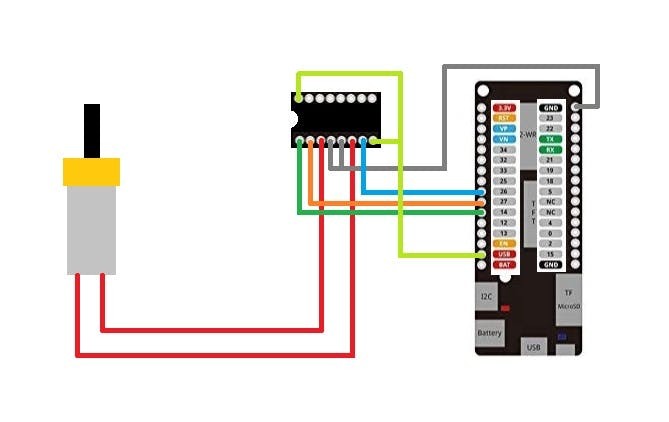 3.3V
RST
VP
VN
34
32
33
25
26
27
14
12
13
EN
USB
BAT
2-WR
TFT
GND
23
22
TX
RX
21
19
18
5
NC
NC
4
0
2
15
GND
I2C
TF
MicroSD
Battery
USB